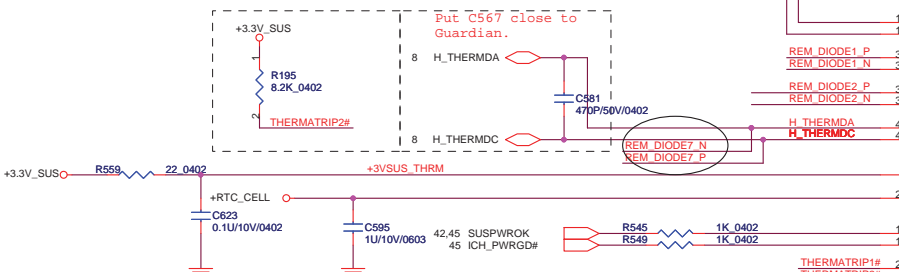 Put C567 close to
Guardian.
+3.3V_SUS
1
R195
8.2K_0402
2
THERMATRIP2#
8 H_THERMDA
C581
470P/50V/0402
8 H_THERMDC
REM_DIODE1_P
REM_DIODE1_N
REM_DIODE2_P
REM_DIODE2_N
H_THERMDA
H_THERMDC
REM_DIODE7_N
REM_DIODE7_P
+3.3V_SUS
R559
22_0402
+3VSUS_THRM
+RTC_CELL
2
C623
0.1U/10V/0402
C595
1U/10V/0603
42,45 SUSPWROK
45 ICH_PWRGD#
R545
1K_0402
R549
1K_0402
THERMATRIP1#